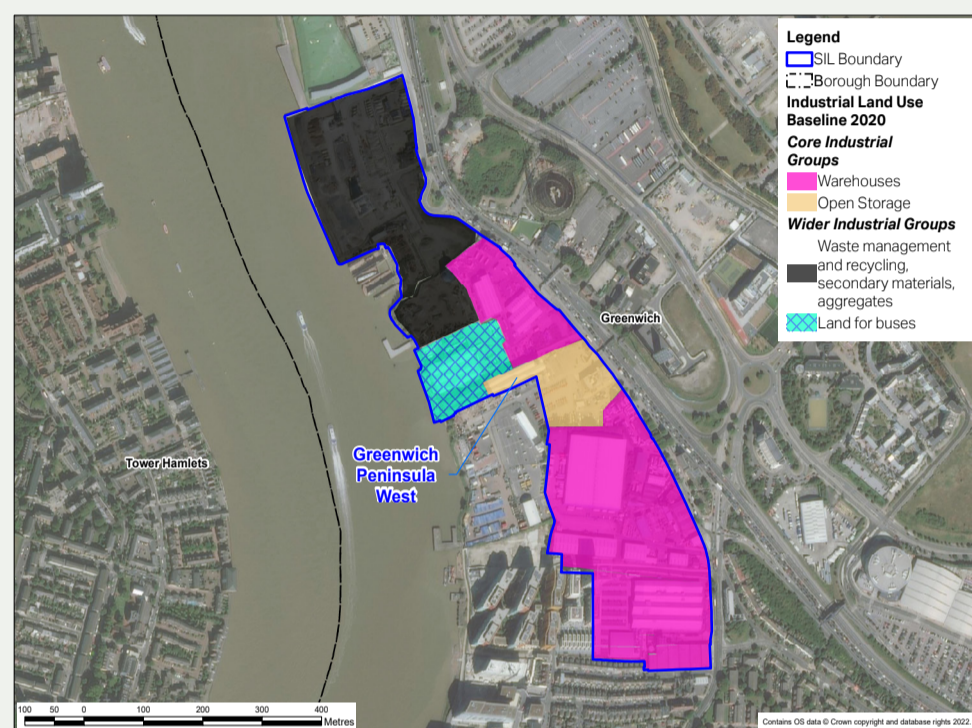 Legend
SIL Boundary
Borough Boundary
Industrial Land Use
Baseline 2020
Core Industrial
Groups
Warehouses
Open Storage
Wider Industrial Groups
Waste management
and recycling,
secondary materials,
aggregates
Land for buses
Greenwich
Greenwich
Peninsula
West
Tower Hamlets
100 50 0 100 200 300 400
Metres
Contains OS data © Crown copyright and database rights 2022